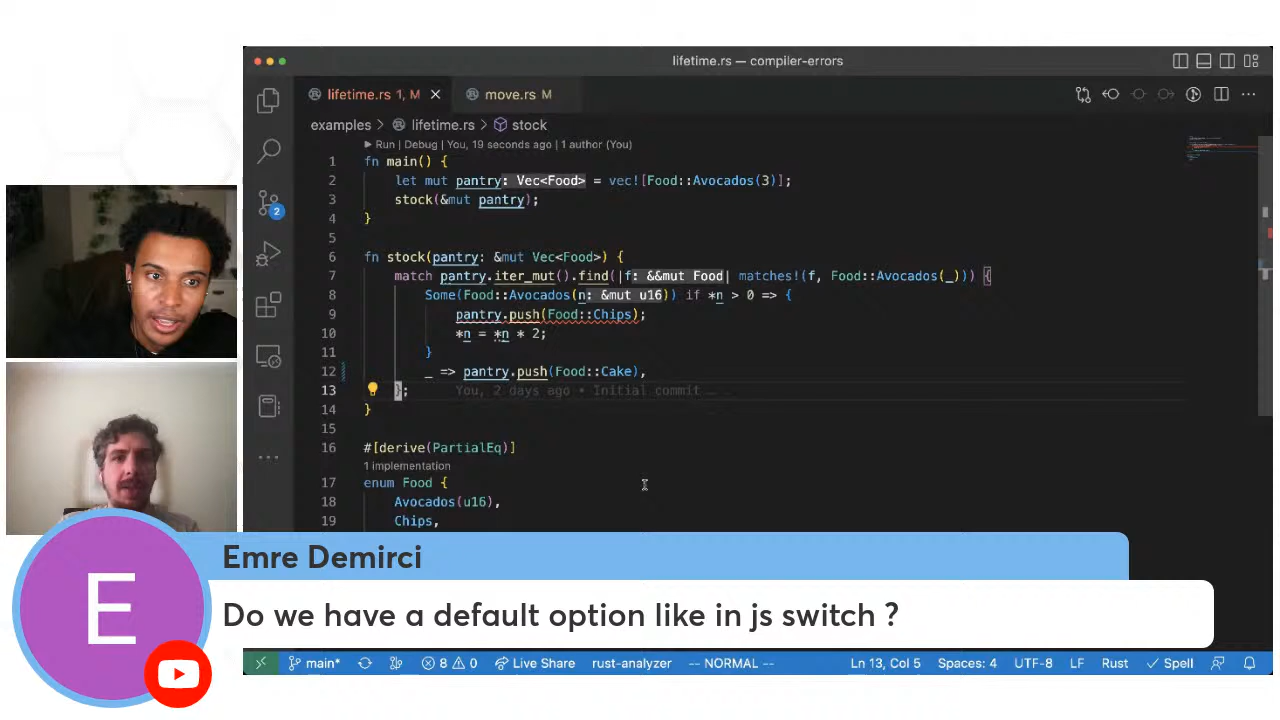 lifetime.rs — compiler-errors
lifetime.rs 1, M
move.rs M
examples > lifetime.rs > stock
Run | Debug | You, 19 seconds ago | 1 author (You)
1 fn main() {
2 let mut pantry: Vec<Food> = vec![Food::Avocados(3)];
3 stock(&mut pantry);
4 }
5
6 fn stock(pantry: &mut Vec<Food>) {
7 match pantry.iter_mut().find(|f: &&mut Food| matches!(f, Food::Avocados(_))) {
8 Some(Food::Avocados(n: &mut u16)) if *n > 0 => {
9 pantry.push(Food::Chips);
10 *n = *n * 2;
11 }
12 _ => pantry.push(Food::Cake),
13 }; You, 2 days ago • Initial commit
14 }
15
16 #[derive(PartialEq)]
1 implementation
17 enum Food {
18 Avocados(u16),
19 Chips,
2
E
Emre Demirci
Do we have a default option like in js switch ?
main* 8 0 Live Share rust-analyzer -- NORMAL -- Ln 13, Col 5 Spaces: 4 UTF-8 LF Rust Spell